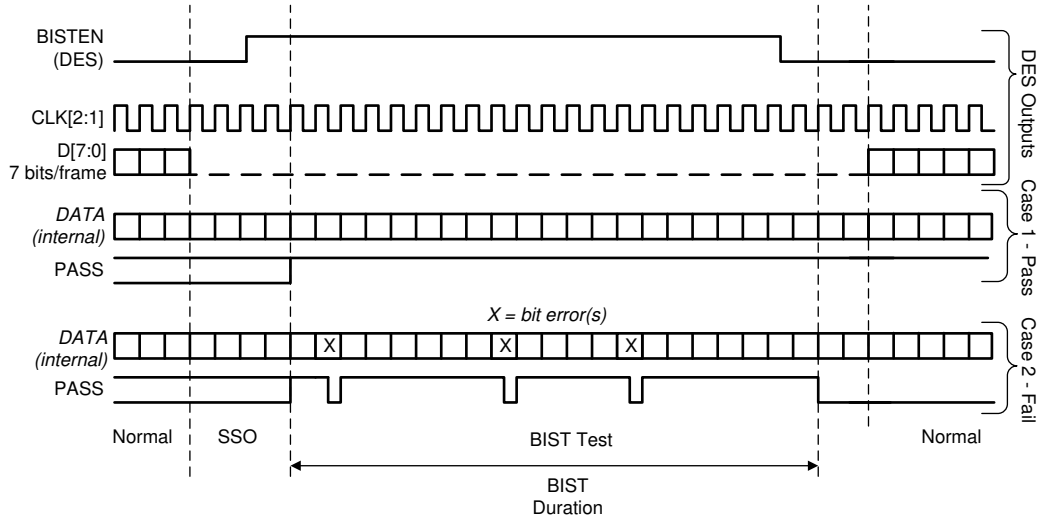 BISTEN
(DES)
CLK[2:1]
D[7:0]
7 bits/frame
DATA
(internal)
PASS
X = bit error(s)
DATA
(internal)
X
X
X
PASS
Normal
SSO
BIST Test
Normal
BIST
Duration
DES Outputs
Case 1 - Pass
Case 2 - Fail